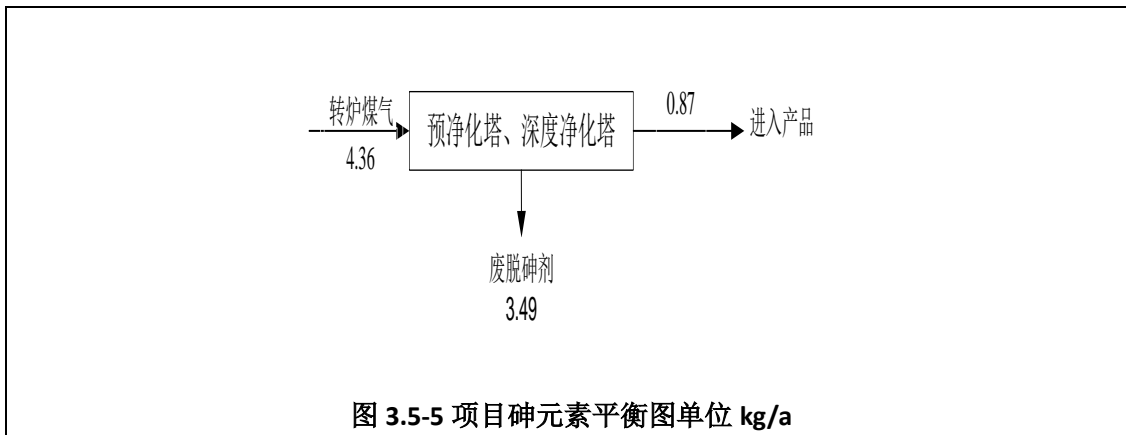 转炉煤气
4.36
预净化塔、深度净化塔
0.87
进入产品
废脱砷剂
3.49
图 3.5-5 项目砷元素平衡图单位 kg/a